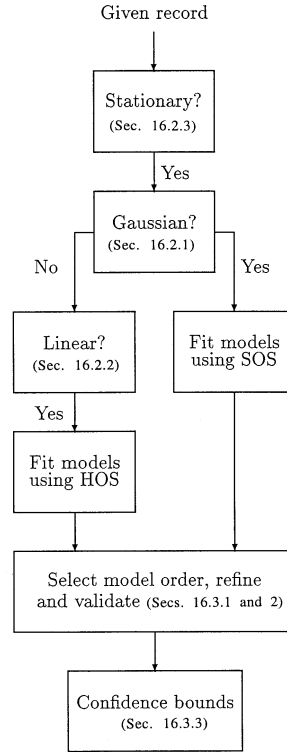 Given record
Stationary?
(Sec. 16.2.3)
Yes
Gaussian?
(Sec. 16.2.1)
No
Yes
Linear?
(Sec. 16.2.2)
Fit models
using SOS
Yes
Fit models
using HOS
Select model order, refine
and validate (Secs. 16.3.1 and 2)
Confidence bounds
(Sec. 16.3.3)